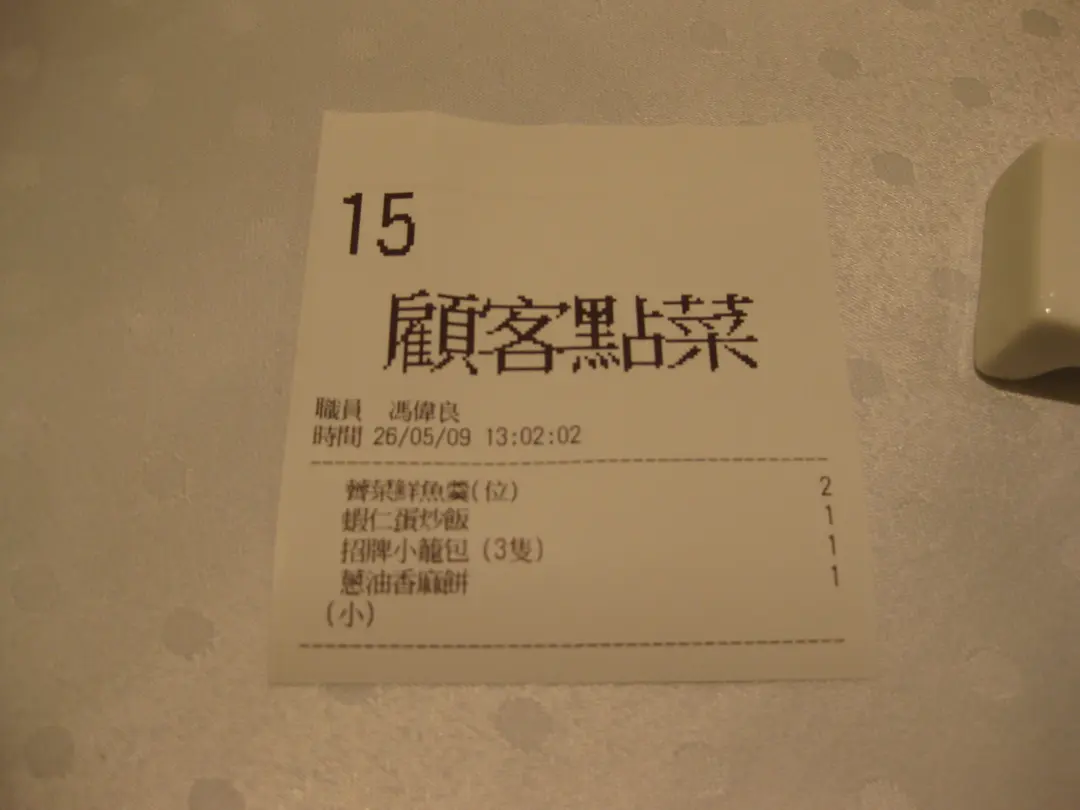 15
顧客點菜
職員 馮偉良
時間 26/05/09 13:02:02
薺菜鮮魚羹(位) 2
蝦仁蛋炒飯 1
招牌小籠包 (3隻) 1
蔥油香麻餅 1
(小)